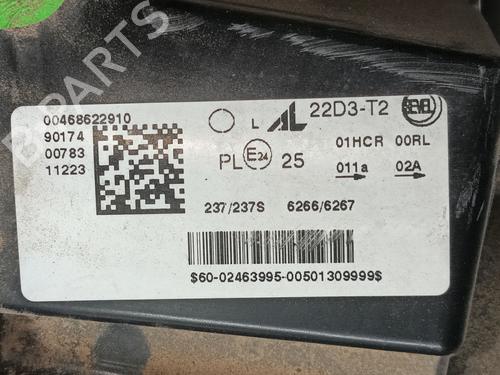 B PARTS
00468622910
90174
00783
11223
L AL 22D3-T2 SEVEL
PL E24 25
01HCR 00RL
011a 02A
237/237S 6266/6267
$60-02463995-00501309999$